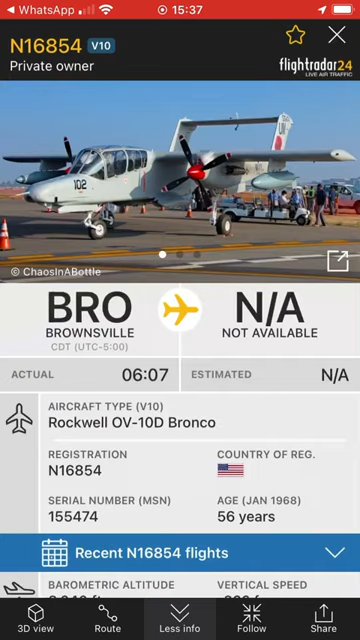 WhatsApp
15:37
N16854 V10
Private owner
flightradar24
LIVE AIR TRAFFIC
102
© ChaosInABottle
BRO
BROWNSVILLE
CDT (UTC-5:00)
N/A
NOT AVAILABLE
ACTUAL 06:07
ESTIMATED N/A
AIRCRAFT TYPE (V10)
Rockwell OV-10D Bronco
REGISTRATION
N16854
COUNTRY OF REG.
SERIAL NUMBER (MSN)
155474
AGE (JAN 1968)
56 years
Recent N16854 flights
BAROMETRIC ALTITUDE
VERTICAL SPEED
3D view
Route
Less info
Follow
Share